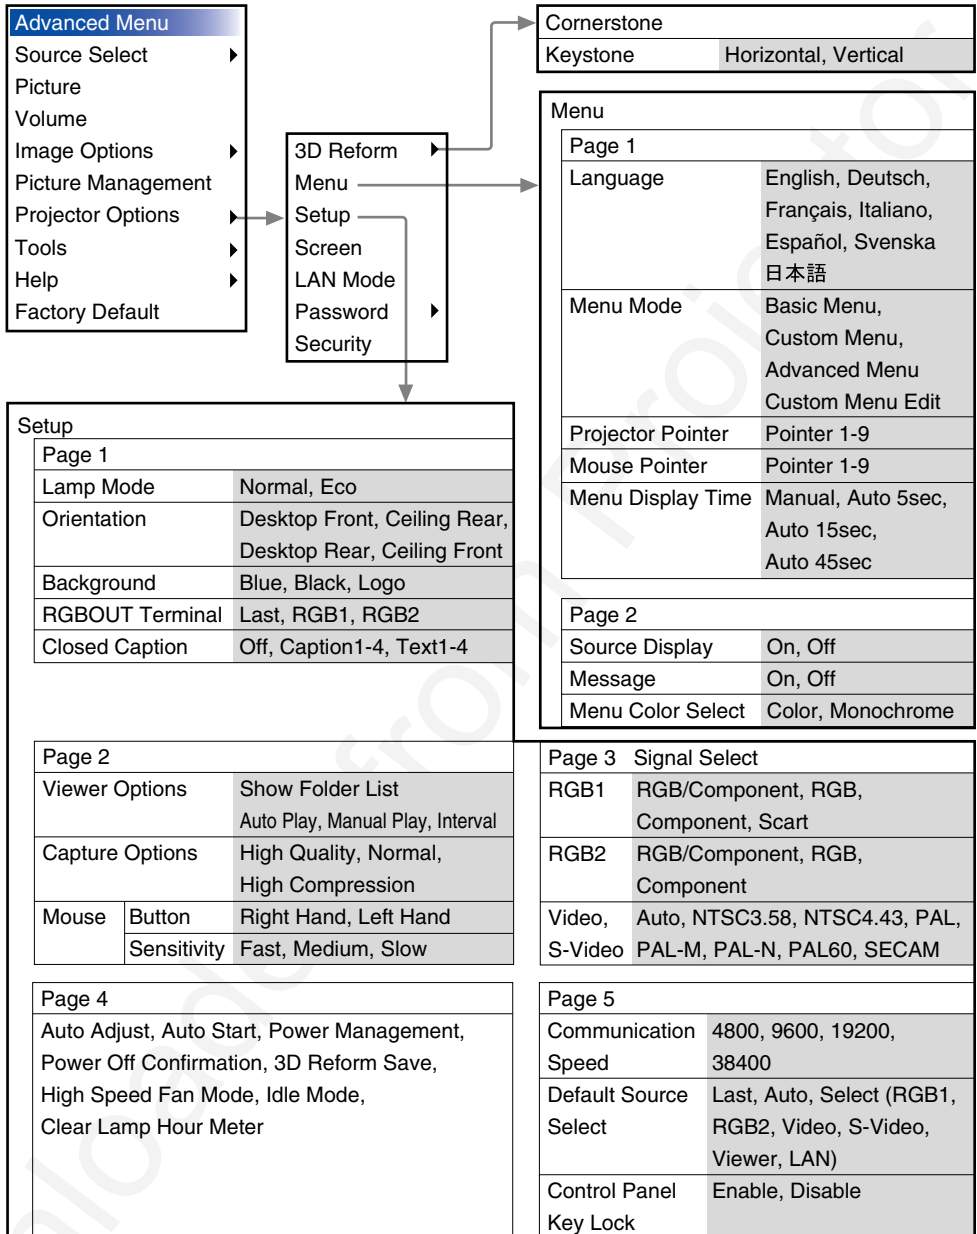 Advanced Menu
Source Select
Picture
Volume
Image Options
Picture Management
Projector Options
Tools
Help
Factory Default
3D Reform
Menu
Setup
Screen
LAN Mode
Password
Security
Cornerstone
Keystone Horizontal, Vertical
Menu
Page 1
Language English, Deutsch,
Français, Italiano,
Español, Svenska
日本語
Menu Mode Basic Menu,
Custom Menu,
Advanced Menu
Custom Menu Edit
Projector Pointer Pointer 1-9
Mouse Pointer Pointer 1-9
Menu Display Time Manual, Auto 5sec,
Auto 15sec,
Auto 45sec
Page 2
Source Display On, Off
Message On, Off
Menu Color Select Color, Monochrome
Setup
Page 1
Lamp Mode Normal, Eco
Orientation Desktop Front, Ceiling Rear,
Desktop Rear, Ceiling Front
Background Blue, Black, Logo
RGBOUT Terminal Last, RGB1, RGB2
Closed Caption Off, Caption1-4, Text1-4
Page 2
Viewer Options Show Folder List
Auto Play, Manual Play, Interval
Capture Options High Quality, Normal,
High Compression
Mouse Button Right Hand, Left Hand
Sensitivity Fast, Medium, Slow
Page 3 Signal Select
RGB1 RGB/Component, RGB,
Component, Scart
RGB2 RGB/Component, RGB,
Component
Video, Auto, NTSC3.58, NTSC4.43, PAL,
S-Video PAL-M, PAL-N, PAL60, SECAM
Page 4
Auto Adjust, Auto Start, Power Management,
Power Off Confirmation, 3D Reform Save,
High Speed Fan Mode, Idle Mode,
Clear Lamp Hour Meter
Page 5
Communication 4800, 9600, 19200,
Speed 38400
Default Source Last, Auto, Select (RGB1,
Select RGB2, Video, S-Video,
Viewer, LAN)
Control Panel Enable, Disable
Key Lock
from Projector